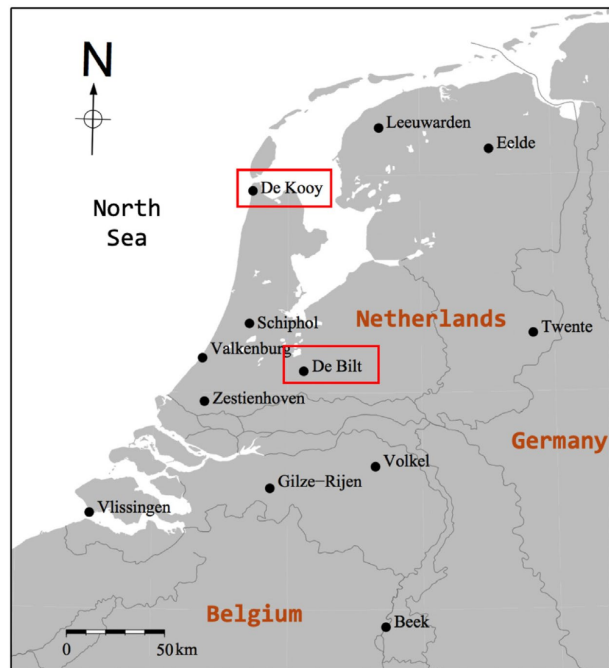 N
Leeuwarden
Eelde
De Kooy
North
Sea
Schiphol
Netherlands
Twente
Valkenburg
De Bilt
Zestienhoven
Germany
Volkel
Gilze-Rijen
Vlissingen
Belgium
Beek
0 50 km